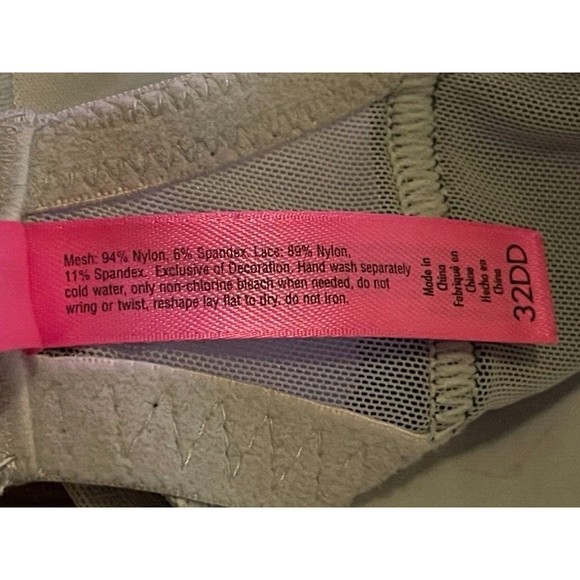 Mesh: 94% Nylon, 6% Spandex. Lace: 89% Nylon,
11% Spandex. Exclusive of Decoration. Hand wash separately
cold water, only non-chlorine bleach when needed, do not
wring or twist, reshape lay flat to dry, do not iron.
Made in
China
Fabriqué en
Chine
Hecho en
China
32DD